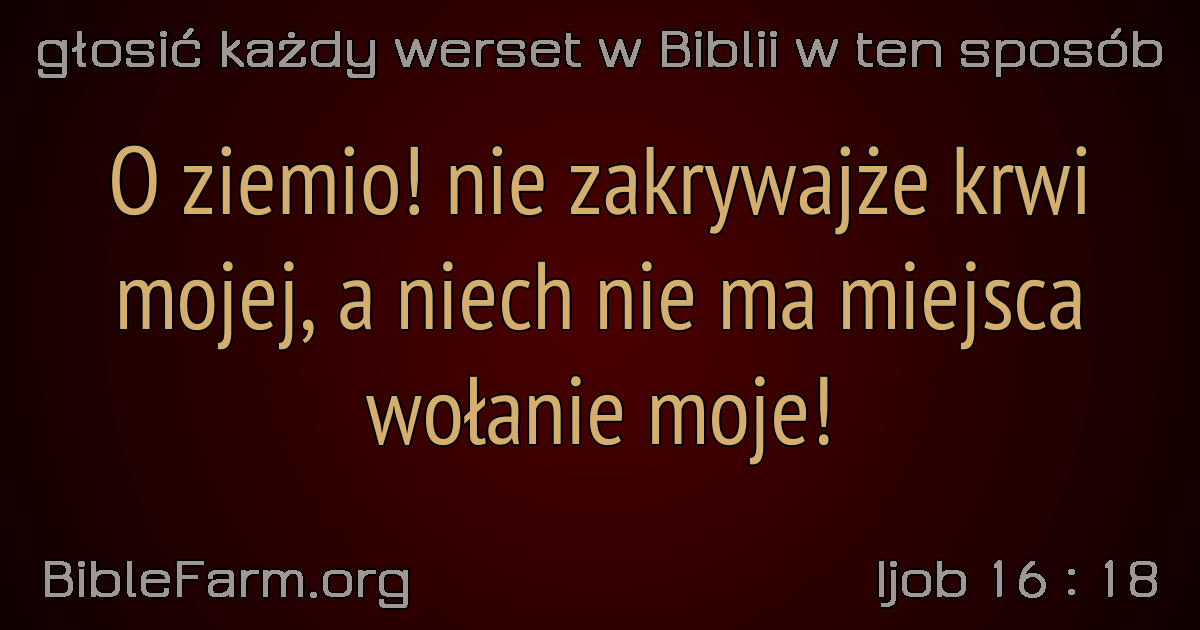 głosić każdy werset w Biblii w ten sposób
O ziemio! nie zakrywajże krwi
mojej, a niech nie ma miejsca
wołanie moje!
BibleFarm.org
Ijob 16 : 18